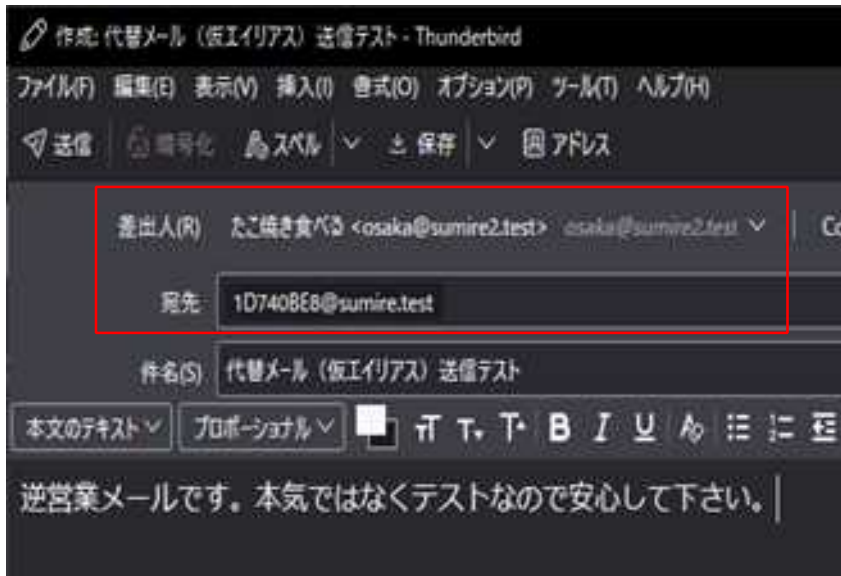 作成: 代替メール（仮エイリアス）送信テスト - Thunderbird
ファイル(F) 編集(E) 表示(V) 挿入(I) 書式(O) オプション(P) ツール(T) ヘルプ(H)
送信 暗号化 スペル 保存 アドレス
差出人(R) たこ焼き食べる <osaka@sumire2.test> osaka@sumire2.test
宛先 1D740BE8@sumire.test
件名(S) 代替メール（仮エイリアス）送信テスト
本文のテキスト プロポーショナル B I U
逆営業メールです。本気ではなくテストなので安心して下さい。